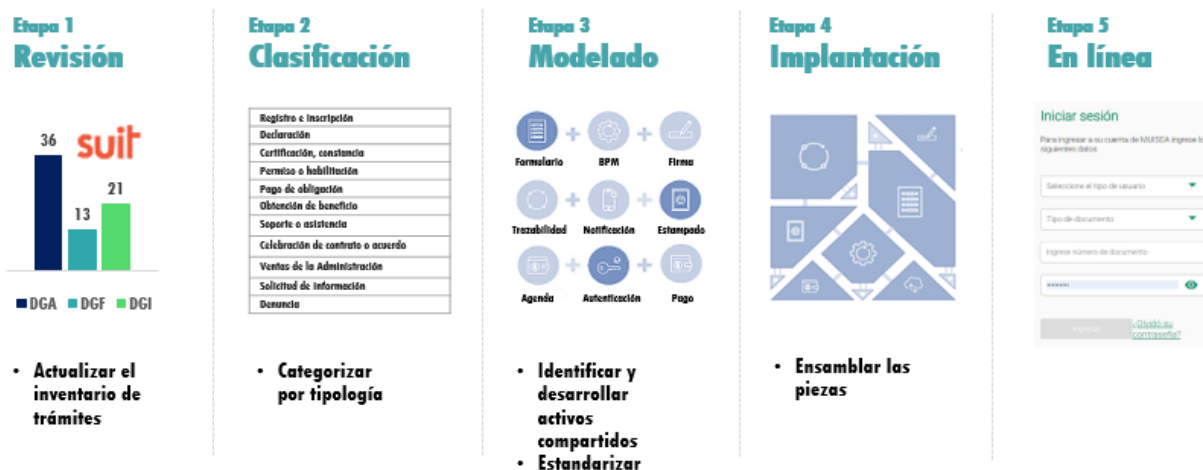 Etapa 1
Revisión
36
suit
13
21
DGA DGF DGI
• Actualizar el
inventario de
trámites
Etapa 2
Clasificación
Registro e inscripción
Declaración
Certificación, constancia
Permiso o habilitación
Pago de obligación
Obtención de beneficio
Soporte o asistencia
Celebración de contrato o acuerdo
Ventas de la Administración
Solicitud de información
Denuncia
• Categorizar
por tipología
Etapa 3
Modelado
+ +
Formulario BPM Firma
+ +
Trazabilidad Notificación Estampado
+ +
Agenda Autenticación Pago
• Identificar y
desarrollar
activos
compartidos
• Estandarizar
Etapa 4
Implantación
• Ensamblar las
piezas
Etapa 5
En línea
Iniciar sesión
Para ingresar a su cuenta de MUISCA ingrese
siguientes datos
Seleccione el tipo de usuario
Tipo de documento
Ingrese número de documento
Ingresar
¿Olvidó su
contraseña?